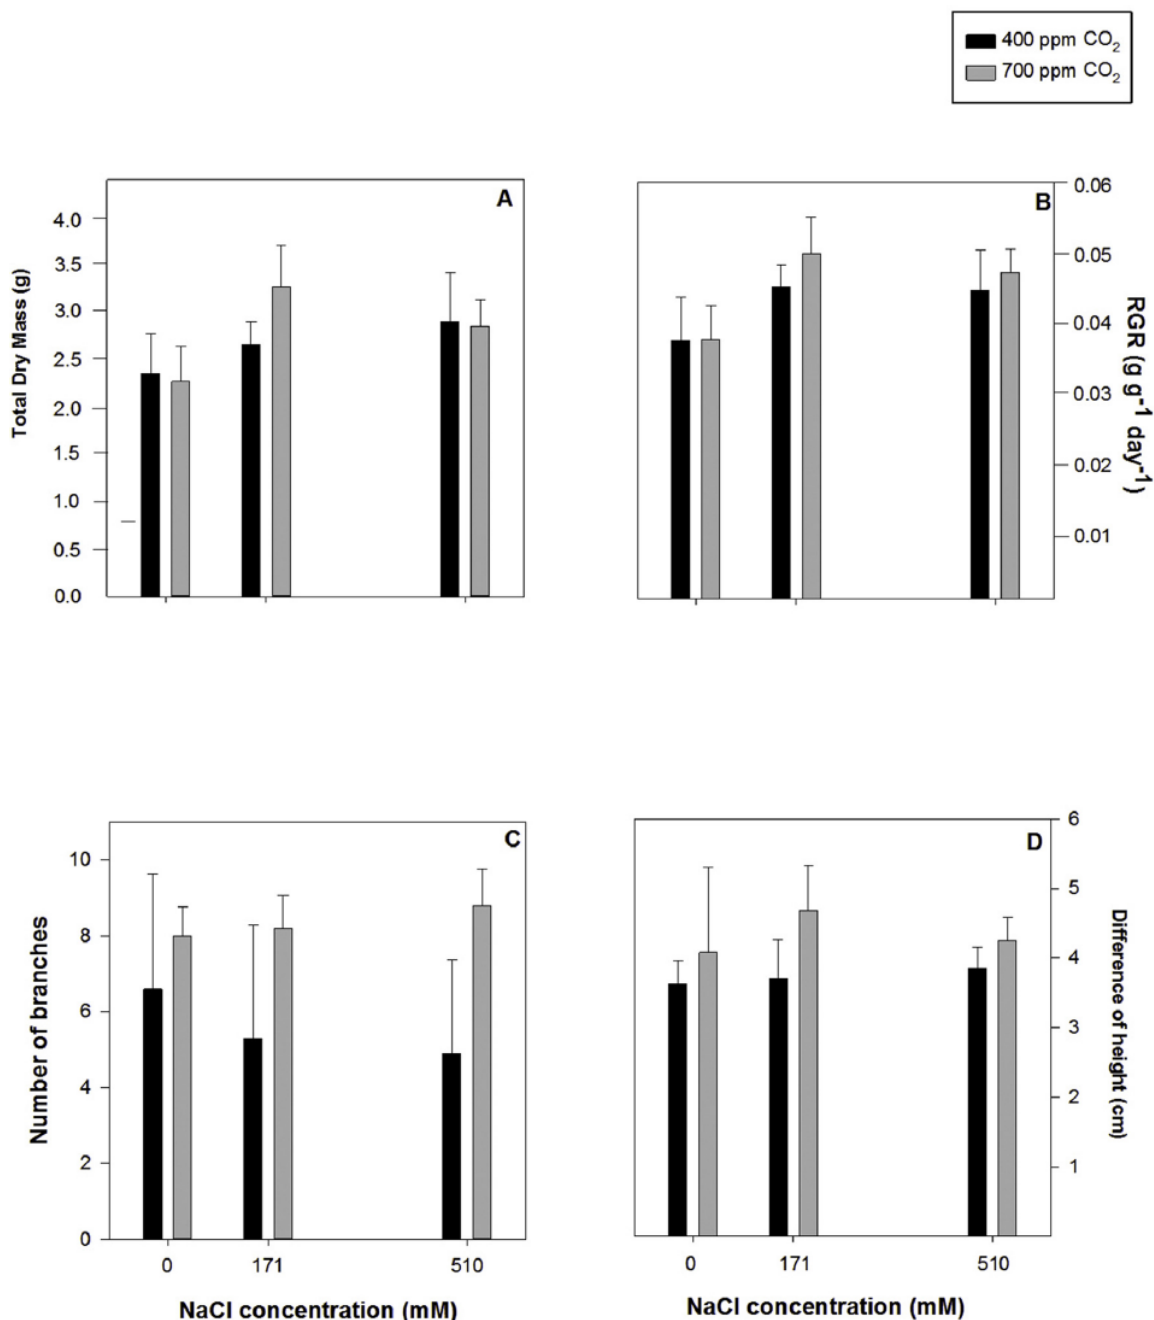 400 ppm CO₂
700 ppm CO₂
A
4.0
3.5
3.0
2.5
2.0
1.5
1.0
0.5
0.0
Total Dry Mass (g)
B
0.06
0.05
0.04
0.03
0.02
0.01
RGR (g g⁻¹ day⁻¹)
C
10
8
6
4
2
0
Number of branches
0 171 510
NaCl concentration (mM)
D
6
5
4
3
2
1
Difference of height (cm)
0 171 510
NaCl concentration (mM)